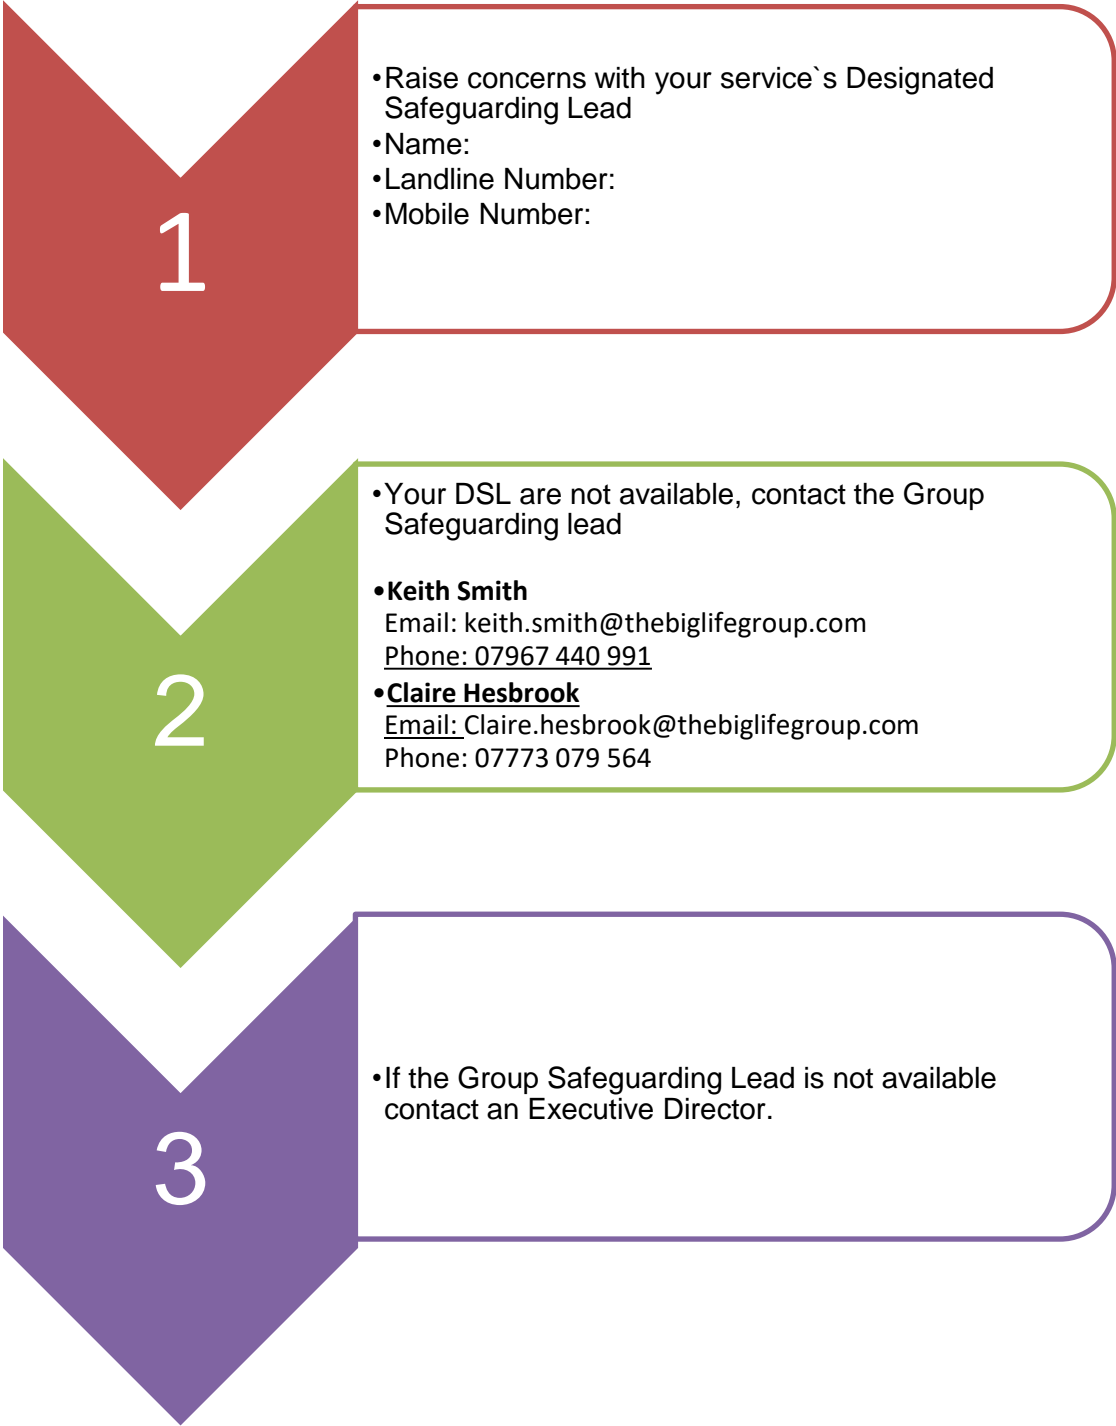 1
•Raise concerns with your service`s Designated
Safeguarding Lead
•Name:
•Landline Number:
•Mobile Number:
2
•Your DSL are not available, contact the Group
Safeguarding lead
•Keith Smith
Email: keith.smith@thebiglifegroup.com
Phone: 07967 440 991
•Claire Hesbrook
Email: Claire.hesbrook@thebiglifegroup.com
Phone: 07773 079 564
3
•If the Group Safeguarding Lead is not available
contact an Executive Director.